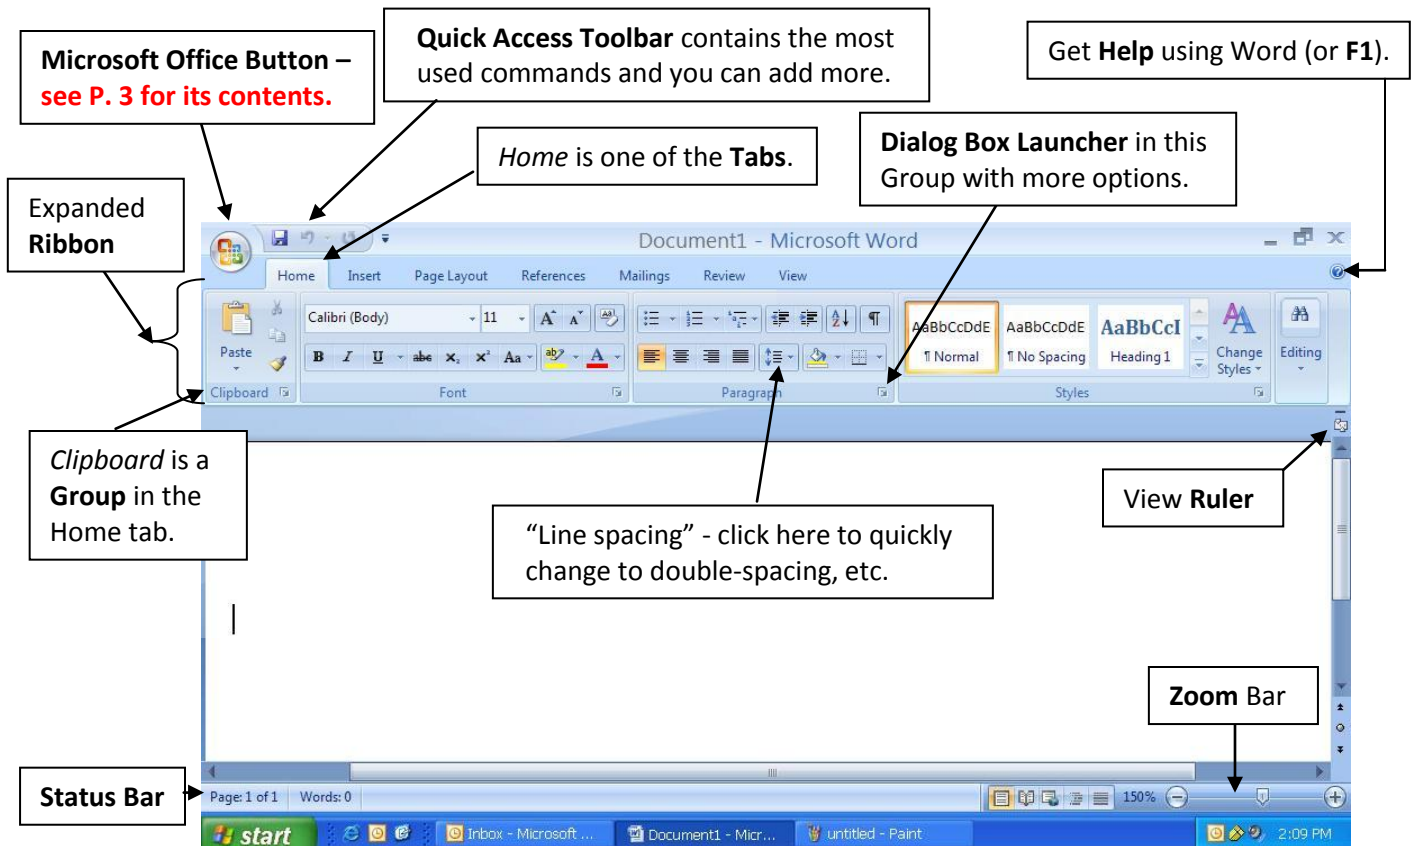 Microsoft Office Button –
see P. 3 for its contents.
Quick Access Toolbar contains the most
used commands and you can add more.
Get Help using Word (or F1).
Home is one of the Tabs.
Dialog Box Launcher in this
Group with more options.
Expanded
Ribbon
Document1 - Microsoft Word
Home Insert Page Layout References Mailings Review View
Calibri (Body) 11 A A Aa
AaBbCcDdE AaBbCcDdE AaBbCcI
Paste
B I U abc X, X² Aa ab A
¶ Normal ¶ No Spacing Heading 1
Change
Styles
Editing
Clipboard Font Paragraph Styles
Clipboard is a
Group in the
Home tab.
View Ruler
“Line spacing” - click here to quickly
change to double-spacing, etc.
Zoom Bar
Status Bar
Page: 1 of 1 Words: 0 150%
start Inbox - Microsoft ... Document1 - Micr... untitled - Paint 2:09 PM